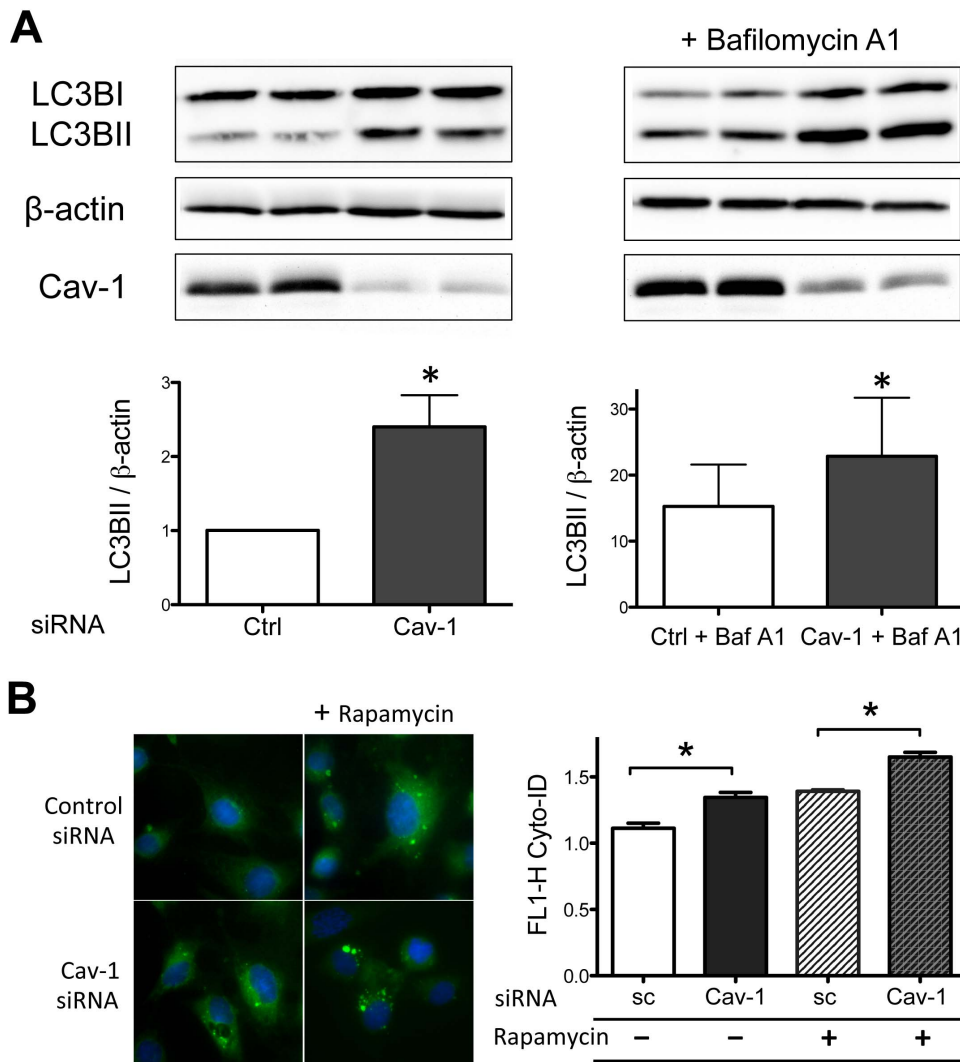 A
+ Bafilomycin A1
LC3BI
LC3BII
β-actin
Cav-1
LC3BII / β-actin
3
2
1
0
*
siRNA
Ctrl
Cav-1
LC3BII / β-actin
30
20
10
0
*
Ctrl + Baf A1
Cav-1 + Baf A1
B
+ Rapamycin
Control
siRNA
Cav-1
siRNA
FL1-H Cyto-ID
1.5
1.0
0.5
0.0
*
*
siRNA
sc
Cav-1
sc
Cav-1
Rapamycin
−
−
+
+